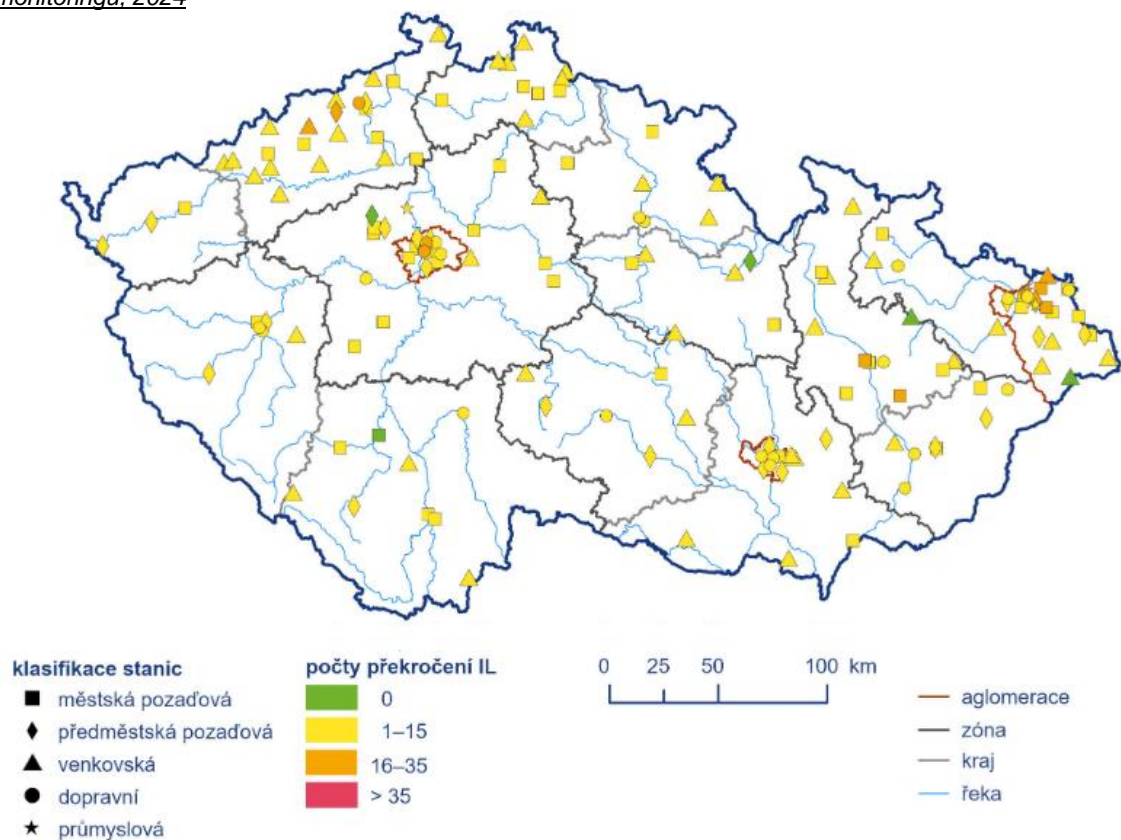 monitoringu, 2024
klasifikace stanic
městská pozaďová
předměstská pozaďová
venkovská
dopravní
průmyslová
počty překročení IL
0
1–15
16–35
> 35
0 25 50 100 km
aglomerace
zóna
kraj
řeka